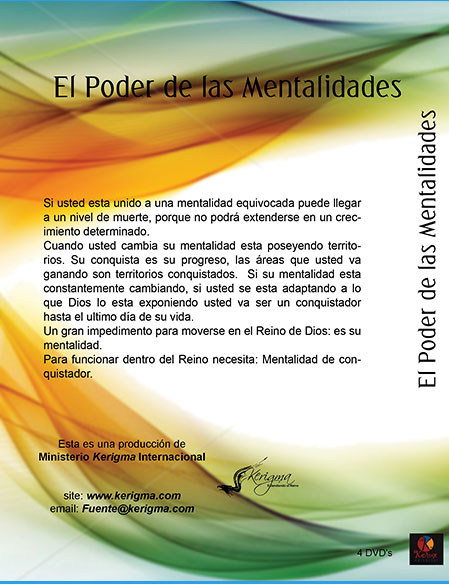 El Poder de las Mentalidades
Si usted esta unido a una mentalidad equivocada puede llegar
a un nivel de muerte, porque no podrá extenderse en un crec-
imiento determinado.
Cuando usted cambia su mentalidad esta poseyendo territo-
rios. Su conquista es su progreso, las áreas que usted va
ganando son territorios conquistados.  Si su mentalidad esta
constantemente cambiando, si usted se esta adaptando a lo
que Dios lo esta exponiendo usted va ser un conquistador
hasta el ultimo día de su vida.
Un gran impedimento para moverse en el Reino de Dios: es su
mentalidad.
Para funcionar dentro del Reino necesita: Mentalidad de con-
quistador.
Esta es una producción de
Ministerio Kerigma Internacional
Kerigma
site: www.kerigma.com
email: Fuente@kerigma.com
4 DVD's
El Poder de las Mentalidades